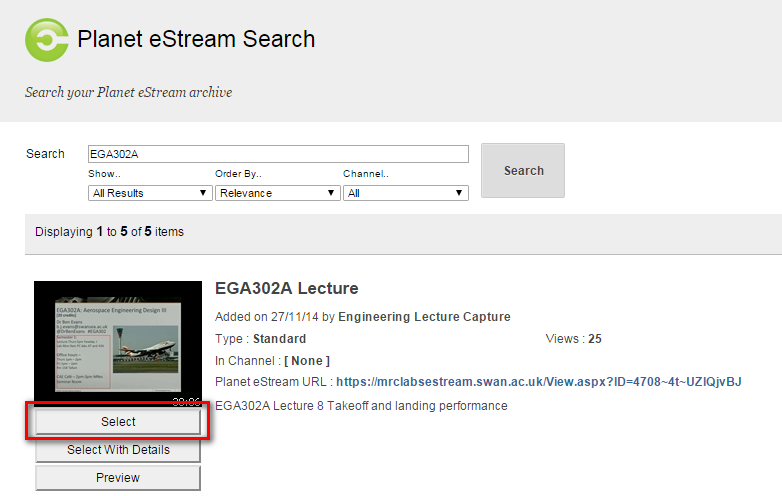 Planet eStream Search
Search your Planet eStream archive
Search
EGA302A
Search
Show..
Order By..
Channel..
All Results
Relevance
All
Displaying 1 to 5 of 5 items
EGA302A: Aerospace Engineering Design III
Dr Ben Evans
EGA302A Lecture
Added on 27/11/14 by Engineering Lecture Capture
Type : Standard
Views : 25
In Channel : [ None ]
Planet eStream URL : https://mrclabsestream.swan.ac.uk/View.aspx?ID=4708~4t~UZIQjvBJ
EGA302A Lecture 8 Takeoff and landing performance
Select
Select With Details
Preview